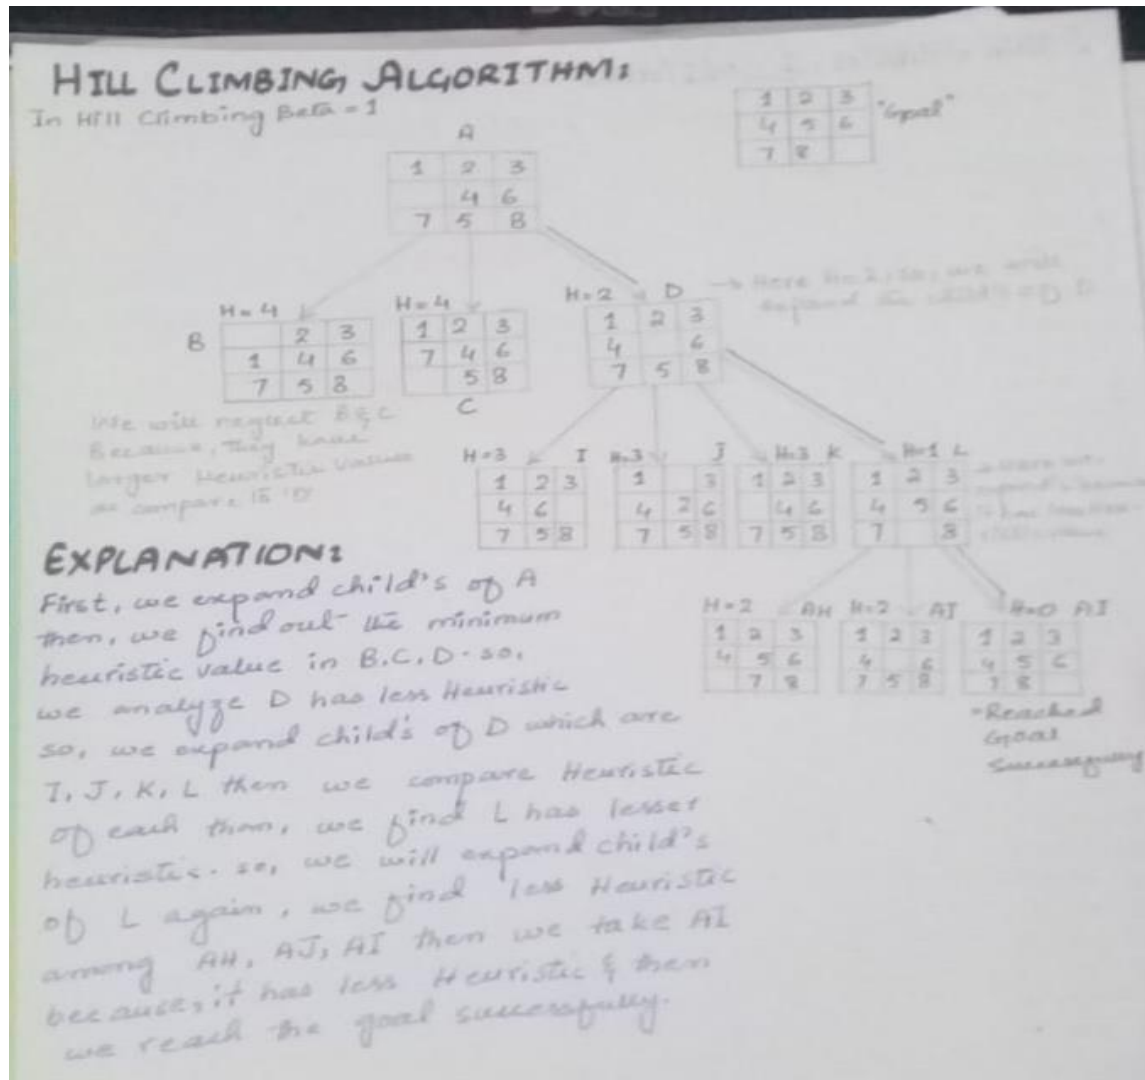 HILL CLIMBING ALGORITHM:
In Hill Climbing Beta = 1
1 2 3 "Goal"
4 5 6
7 8
A
1 2 3
4 6
7 5 8
H=4
B
2 3
1 4 6
7 5 8
H=4
1 2 3
7 4 6
5 8
C
H=2 D
1 2 3
4 6
7 5 8
→ Here H=2, so, we will
expand the D
We will neglect B & C
Because, they have
larger Heuristic values
as compare to D
H=3 I
1 2 3
4 6
7 5 8
H=3 J
1 3
4 2 6
7 5 8
H=3 K
1 2 3
4 6
7 5 8
H=1 L
1 2 3
4 5 6
7 8
H=2 AH
1 2 3
4 5 6
7 8
H=2 AJ
1 2 3
4 6
7 5 8
H=0 AI
1 2 3
4 5 6
7 8
Reached
Goal
Successfully
EXPLANATION:
First, we expand child's of A
then, we find out the minimum
heuristic value in B.C.D. so,
we analyze D has less Heuristic
so, we expand child's of D which are
I, J, K, L then we compare Heuristic
of each then, we find L has lesser
heuristic. so, we will expand child's
of L again, we find less Heuristic
among AH, AJ, AI then we take AI
because, it has less Heuristic & then
we reach the goal successfully.